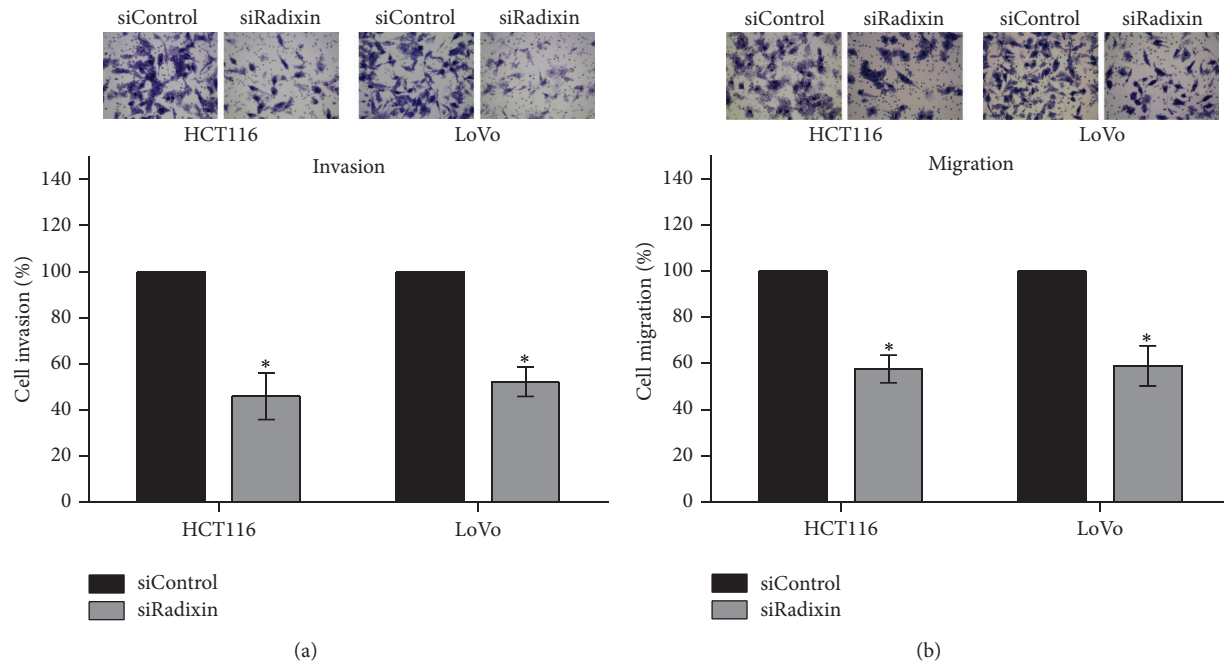 siControl siRadixin siControl siRadixin
HCT116 LoVo
Invasion
Cell invasion (%)
140
120
100
80
60
40
20
0
*
*
HCT116 LoVo
siControl
siRadixin
(a)
siControl siRadixin siControl siRadixin
HCT116 LoVo
Migration
Cell migration (%)
140
120
100
80
60
40
20
0
*
*
HCT116 LoVo
siControl
siRadixin
(b)